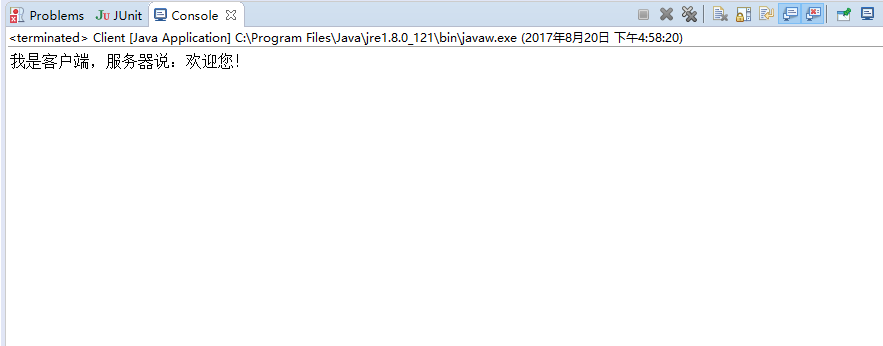 Problems JUnit Console
<terminated> Client [Java Application] C:\Program Files\Java\jre1.8.0_121\bin\javaw.exe (2017年8月20日 下午4:58:20)
我是客户端，服务器说：欢迎您！